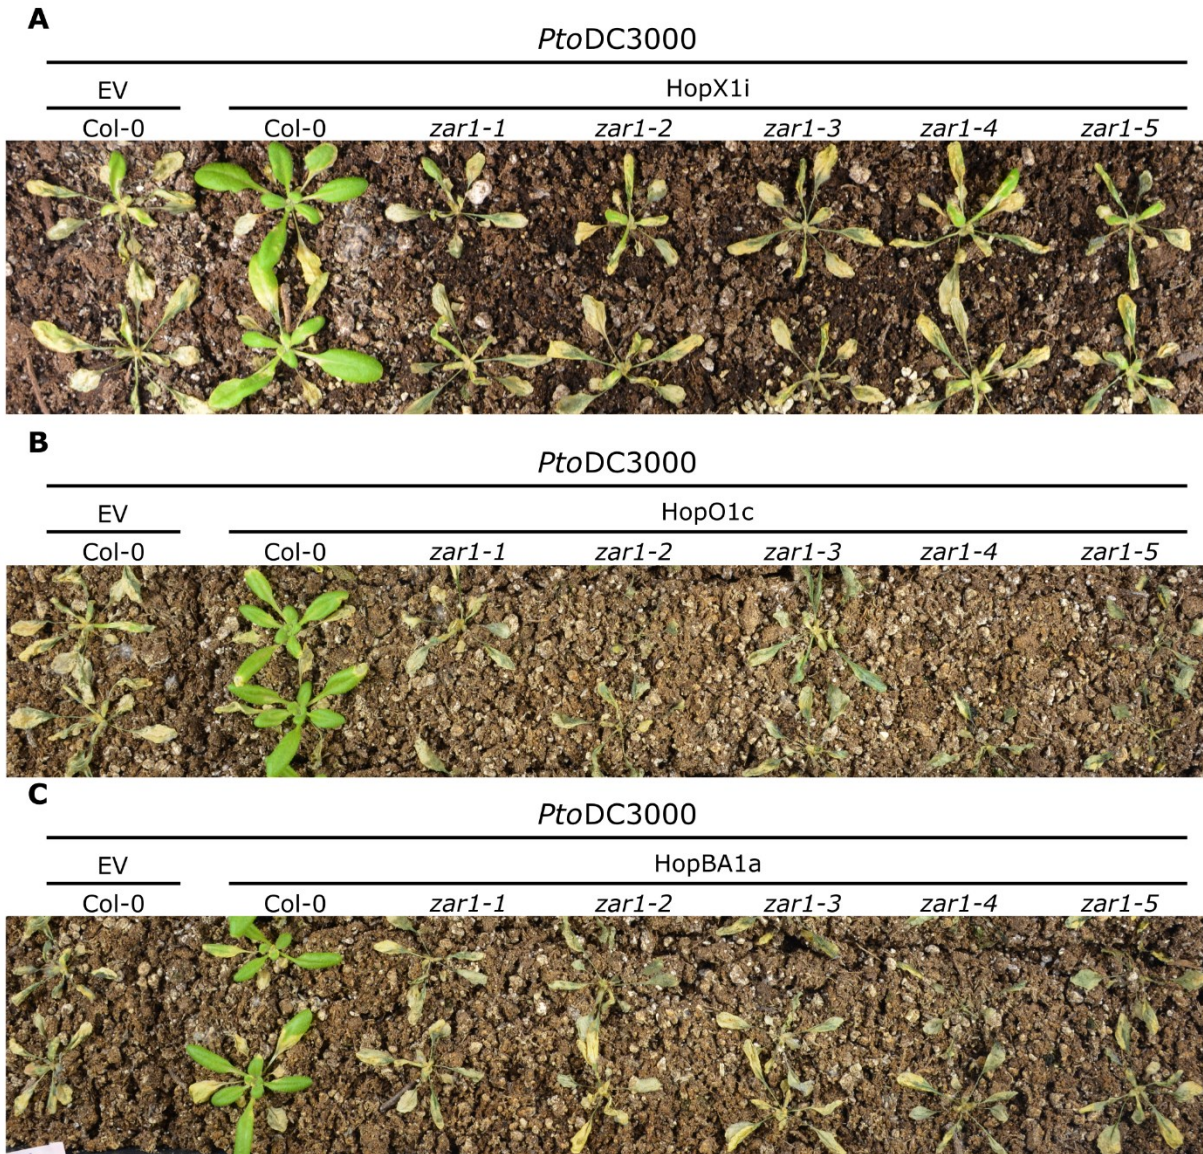 A
PtoDC3000
EV HopX1i
Col-0 Col-0 zar1-1 zar1-2 zar1-3 zar1-4 zar1-5
B
PtoDC3000
EV HopO1c
Col-0 Col-0 zar1-1 zar1-2 zar1-3 zar1-4 zar1-5
C
PtoDC3000
EV HopBA1a
Col-0 Col-0 zar1-1 zar1-2 zar1-3 zar1-4 zar1-5